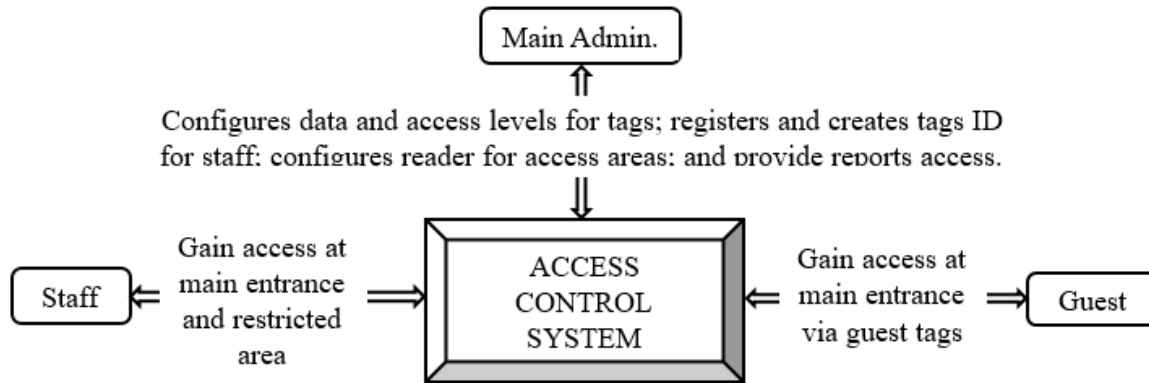 Main Admin.
Configures data and access levels for tags; registers and creates tags ID
for staff; configures reader for access areas; and provide reports access.
Gain access at
main entrance
and restricted
area
Staff
ACCESS
CONTROL
SYSTEM
Gain access at
main entrance
via guest tags
Guest